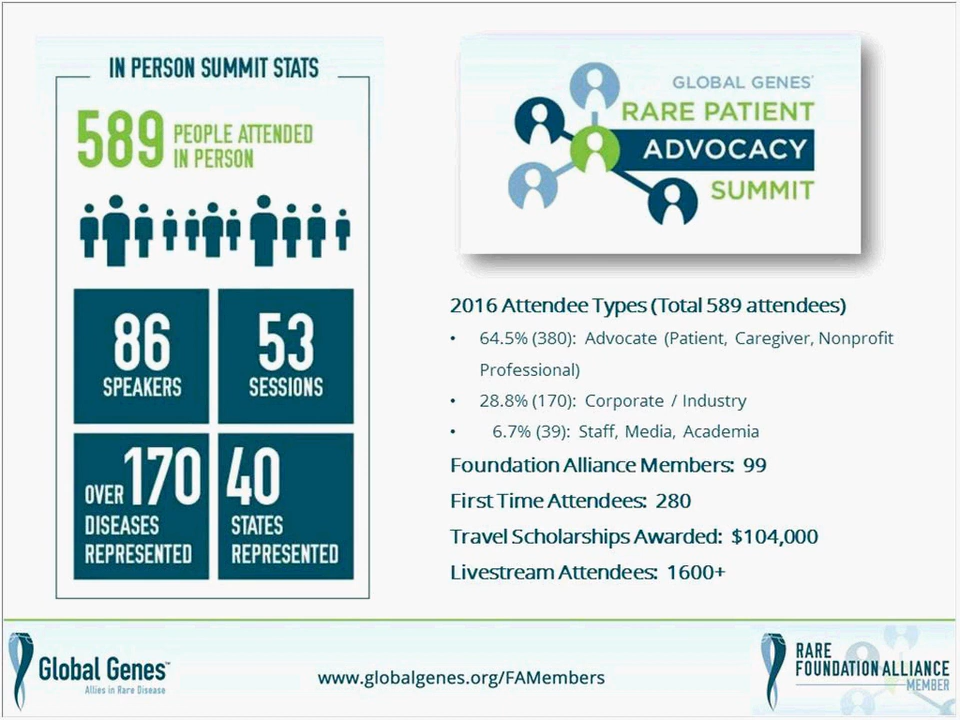 IN PERSON SUMMIT STATS
589 PEOPLE ATTENDED
IN PERSON
86
SPEAKERS
53
SESSIONS
OVER 170
DISEASES
REPRESENTED
40
STATES
REPRESENTED
GLOBAL GENES'
RARE PATIENT
ADVOCACY
SUMMIT
2016 Attendee Types (Total 589 attendees)
• 64.5% (380): Advocate (Patient, Caregiver, Nonprofit
Professional)
• 28.8% (170): Corporate / Industry
• 6.7% (39): Staff, Media, Academia
Foundation Alliance Members: 99
First Time Attendees: 280
Travel Scholarships Awarded: $104,000
Livestream Attendees: 1600+
Global Genes™
Allies in Rare Disease
www.globalgenes.org/FAMembers
RARE
FOUNDATION ALLIANCE
MEMBER